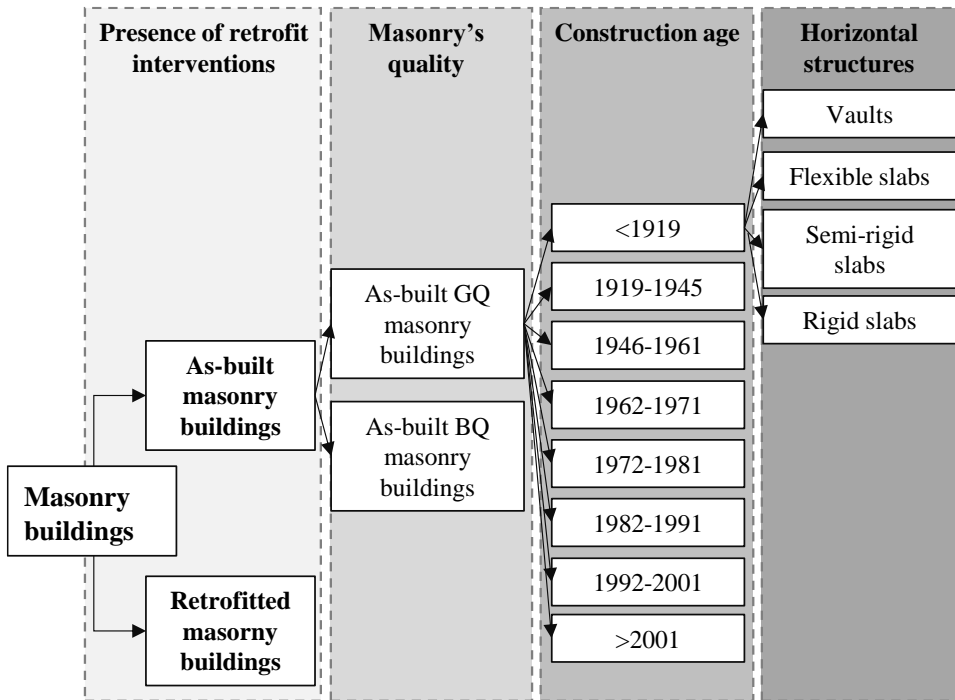 Presence of retrofit
interventions
Masonry's
quality
Construction age
Horizontal
structures
Vaults
Flexible slabs
Semi-rigid
slabs
Rigid slabs
<1919
1919-1945
1946-1961
1962-1971
1972-1981
1982-1991
1992-2001
>2001
As-built GQ
masonry
buildings
As-built BQ
masonry
buildings
As-built
masonry
buildings
Retrofitted
masorny
buildings
Masonry
buildings